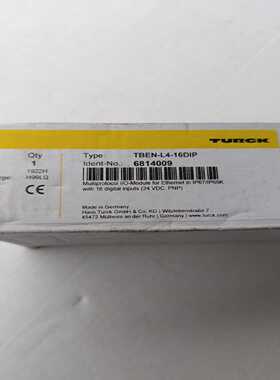 TURCK
Qty
1
Type: TBEN-L4-16DIP
Ident-No.: 6814009
1922H
H96LQ
CE
Multiprotocol I/O-Module for Ethernet in IP67/IP69K
with 16 digital inputs (24 VDC, PNP)
Made in Germany
Hans Turck GmbH & Co. KG | Witzlebenstraße 7
45472 Mülheim an der Ruhr | Germany | www.turck.com